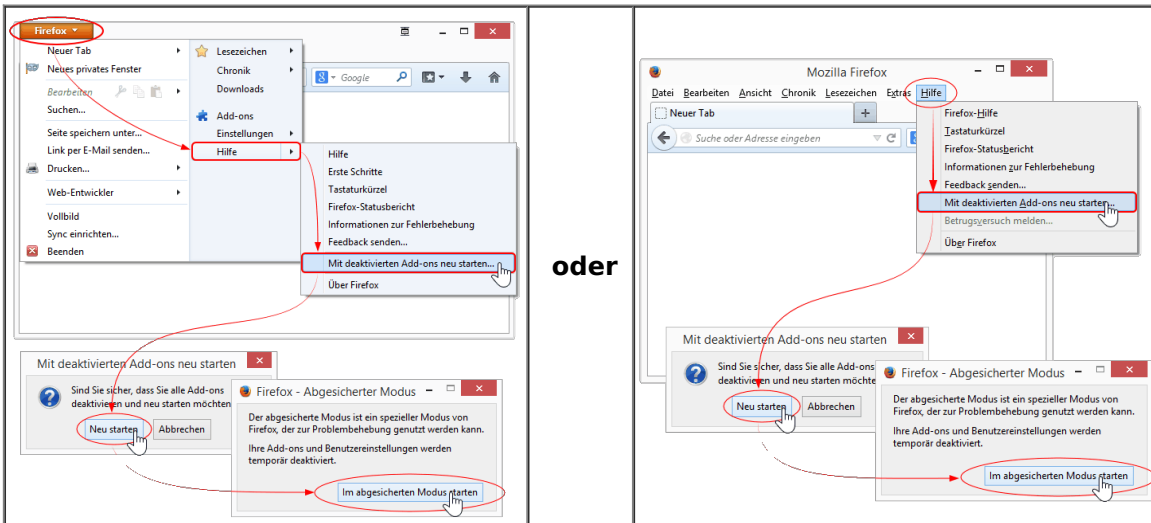 Firefox
Neuer Tab
Neues privates Fenster
Bearbeiten
Suchen...
Seite speichern unter...
Link per E-Mail senden...
Drucken...
Web-Entwickler
Vollbild
Sync einrichten...
Beenden
Lesezeichen
Chronik
Downloads
Add-ons
Einstellungen
Hilfe
Google
Hilfe
Erste Schritte
Tastaturkürzel
Firefox-Statusbericht
Informationen zur Fehlerbehebung
Feedback senden...
Mit deaktivierten Add-ons neu starten...
Über Firefox
Mit deaktivierten Add-ons neu starten
Sind Sie sicher, dass Sie alle Add-ons
deaktivieren und neu starten möchten
Neu starten Abbrechen
Firefox - Abgesicherter Modus
Der abgesicherte Modus ist ein spezieller Modus von
Firefox, der zur Problembehebung genutzt werden kann.
Ihre Add-ons und Benutzereinstellungen werden
temporär deaktiviert.
Im abgesicherten Modus starten
oder
Mozilla Firefox
Datei Bearbeiten Ansicht Chronik Lesezeichen Extras Hilfe
Neuer Tab
Suche oder Adresse eingeben
Firefox-Hilfe
Tastaturkürzel
Firefox-Statusbericht
Informationen zur Fehlerbehebung
Feedback senden...
Mit deaktivierten Add-ons neu starten...
Betrugsversuch melden...
Über Firefox
Mit deaktivierten Add-ons neu starten
Sind Sie sicher, dass Sie alle Add-ons
deaktivieren und neu starten möchte
Neu starten Abbrechen
Firefox - Abgesicherter Modus
Der abgesicherte Modus ist ein spezieller Modus von
Firefox, der zur Problembehebung genutzt werden kann.
Ihre Add-ons und Benutzereinstellungen werden
temporär deaktiviert.
Im abgesicherten Modus starten